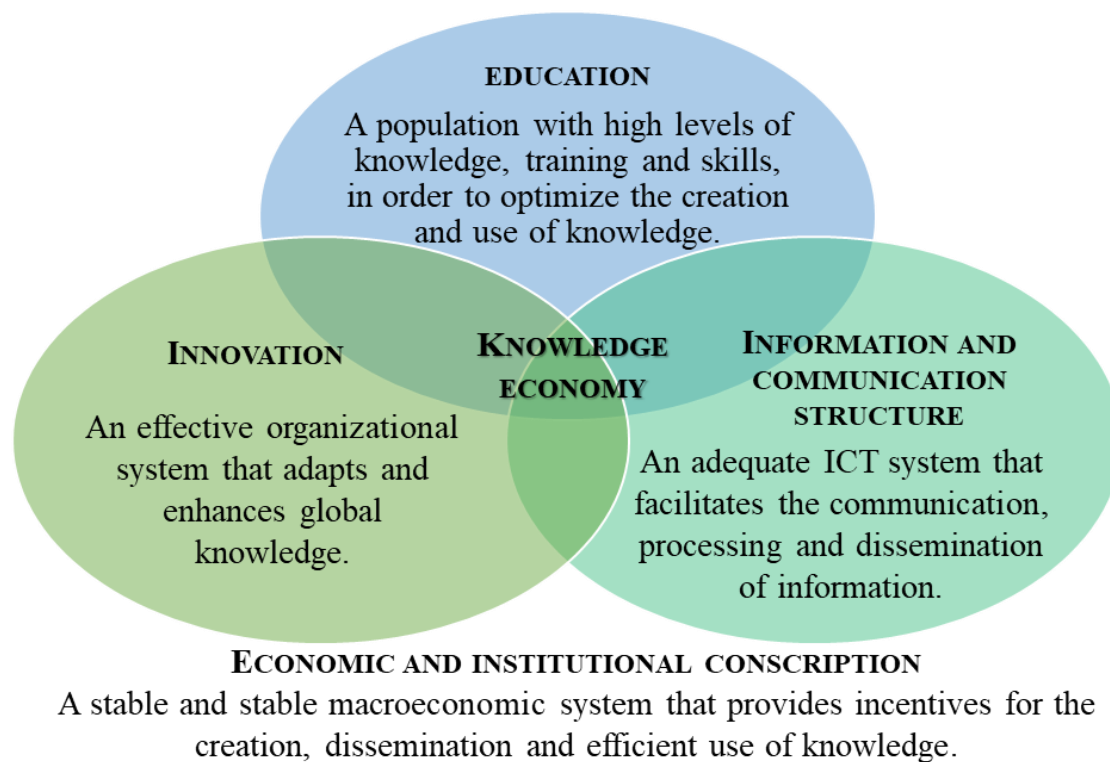 EDUCATION
A population with high levels of
knowledge, training and skills,
in order to optimize the creation
and use of knowledge.
INNOVATION
An effective organizational
system that adapts and
enhances global
knowledge.
KNOWLEDGE
ECONOMY
INFORMATION AND
COMMUNICATION
STRUCTURE
An adequate ICT system that
facilitates the communication,
processing and dissemination
of information.
ECONOMIC AND INSTITUTIONAL CONSCRIPTION
A stable and stable macroeconomic system that provides incentives for the
creation, dissemination and efficient use of knowledge.